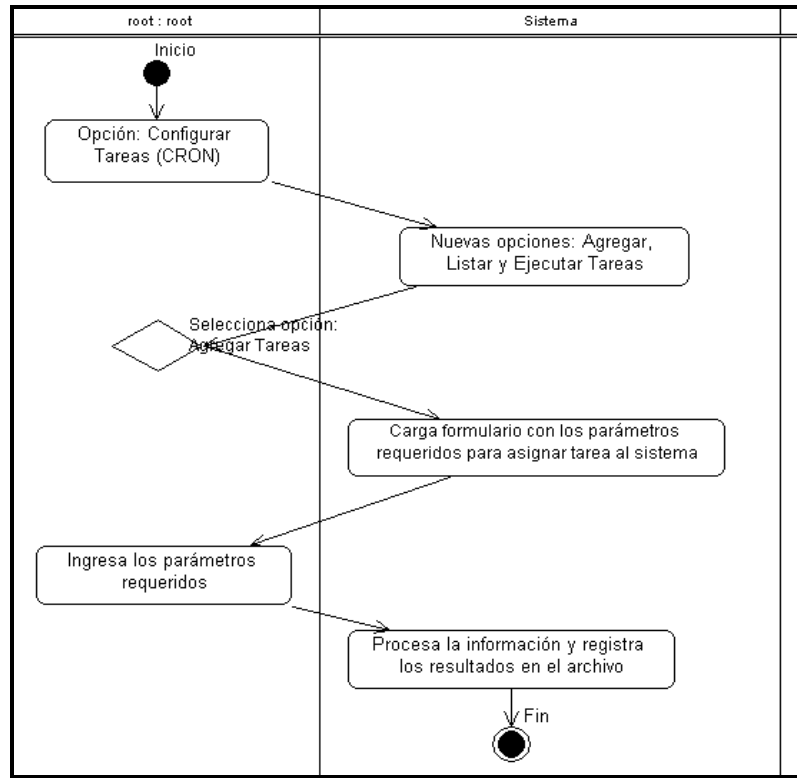 root : root
Sistema
Inicio
Opción: Configurar
Tareas (CRON)
Nuevas opciones: Agregar,
Listar y Ejecutar Tareas
Selecciona opción:
Agregar Tareas
Carga formulario con los parámetros
requeridos para asignar tarea al sistema
Ingresa los parámetros
requeridos
Procesa la información y registra
los resultados en el archivo
Fin